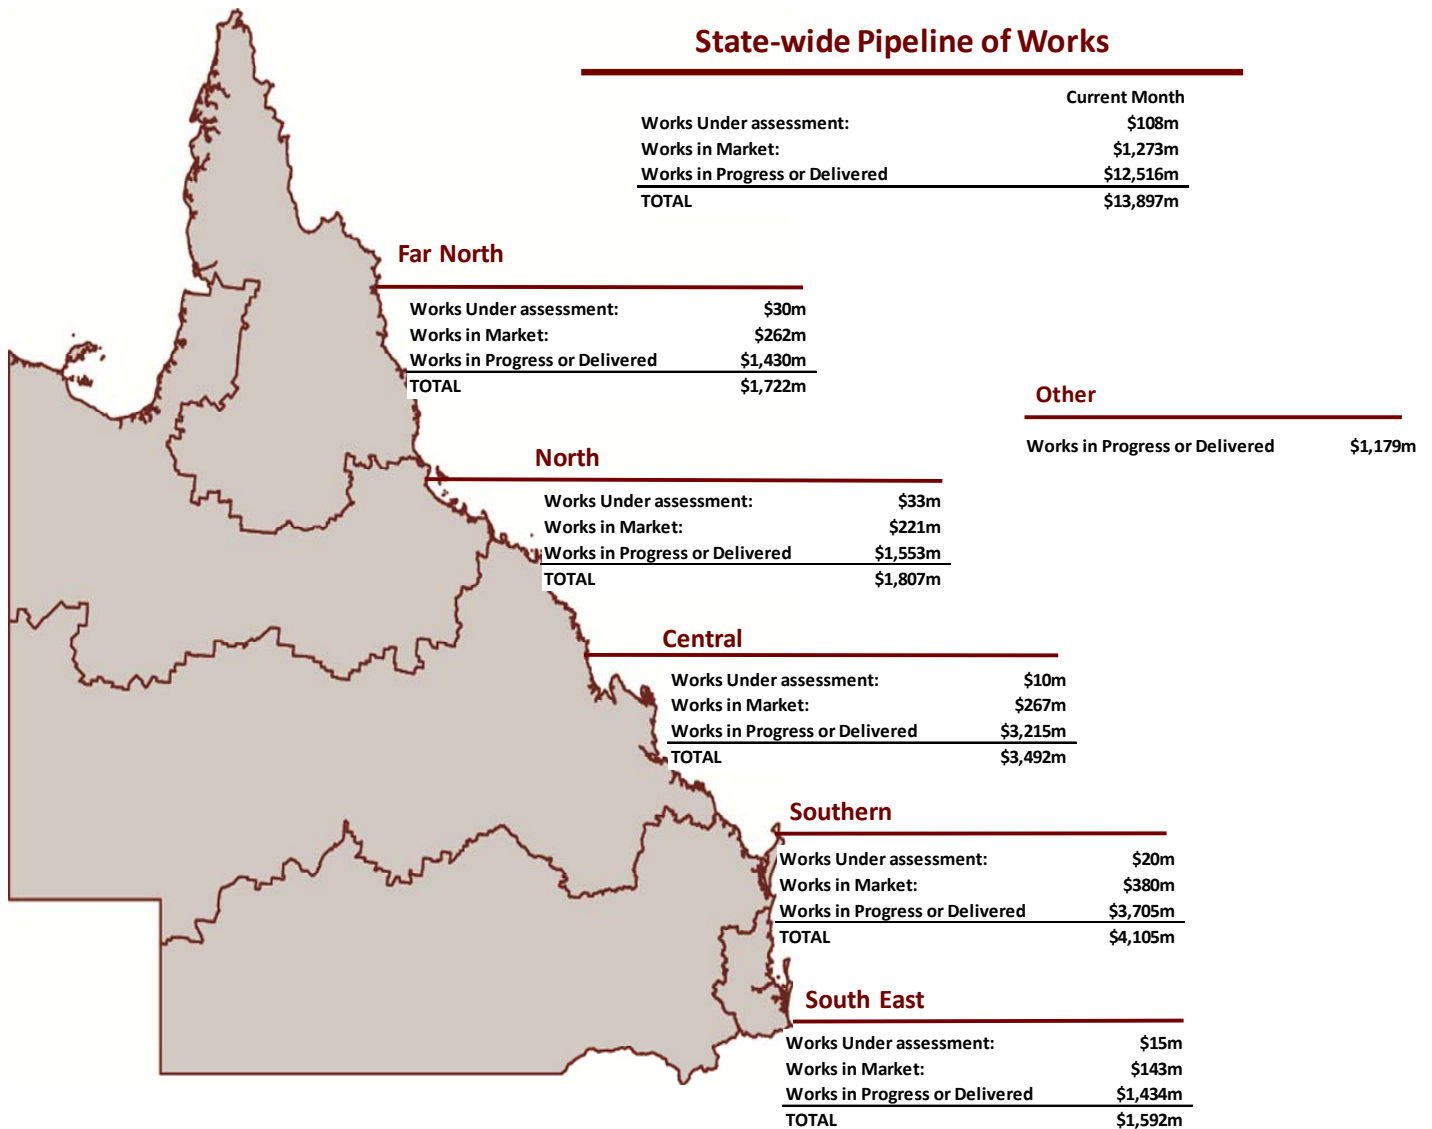 State-wide Pipeline of Works
Current Month
Works Under assessment: $108m
Works in Market: $1,273m
Works in Progress or Delivered $12,516m
TOTAL $13,897m
Far North
Works Under assessment: $30m
Works in Market: $262m
Works in Progress or Delivered $1,430m
TOTAL $1,722m
Other
Works in Progress or Delivered $1,179m
North
Works Under assessment: $33m
Works in Market: $221m
Works in Progress or Delivered $1,553m
TOTAL $1,807m
Central
Works Under assessment: $10m
Works in Market: $267m
Works in Progress or Delivered $3,215m
TOTAL $3,492m
Southern
Works Under assessment: $20m
Works in Market: $380m
Works in Progress or Delivered $3,705m
TOTAL $4,105m
South East
Works Under assessment: $15m
Works in Market: $143m
Works in Progress or Delivered $1,434m
TOTAL $1,592m